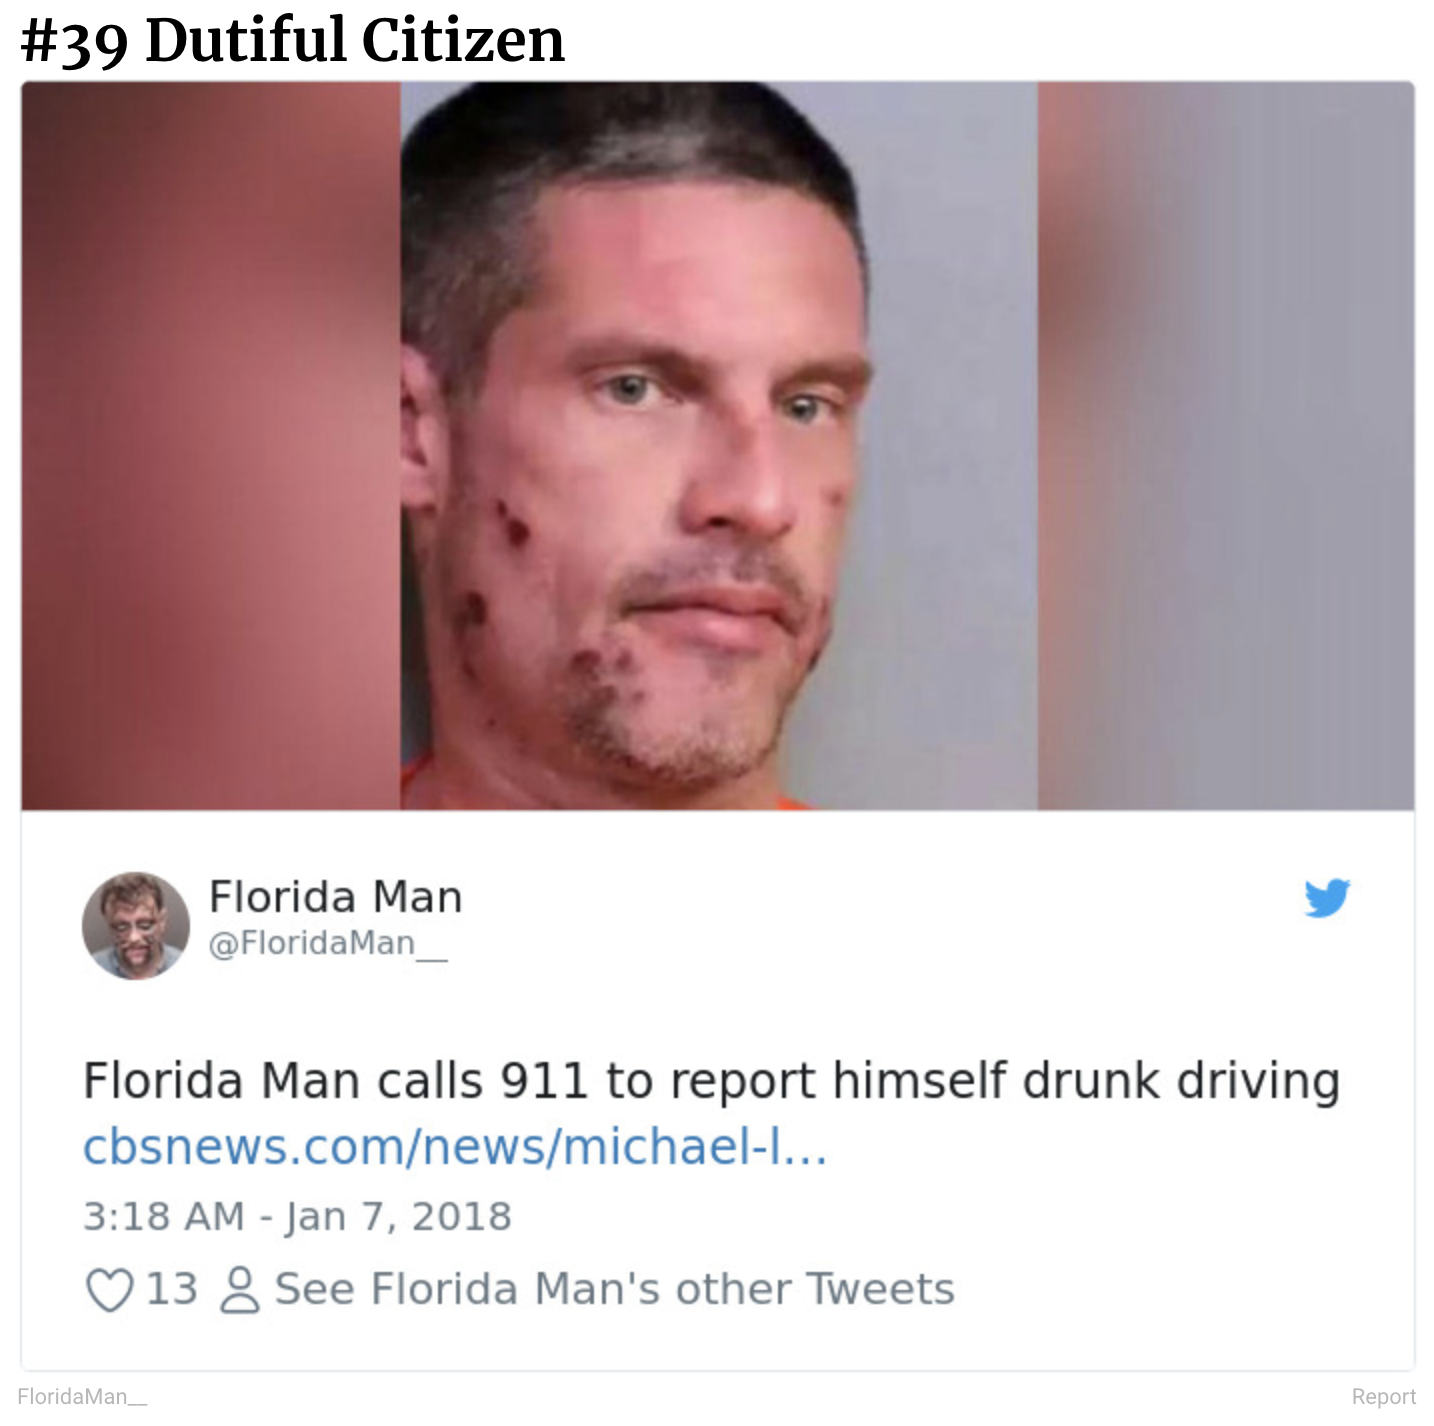 #39 Dutiful Citizen
Florida Man
@FloridaMan__
Florida Man calls 911 to report himself drunk driving
cbsnews.com/news/michael-l...
3:18 AM - Jan 7, 2018
13 See Florida Man's other Tweets
FloridaMan__ Report